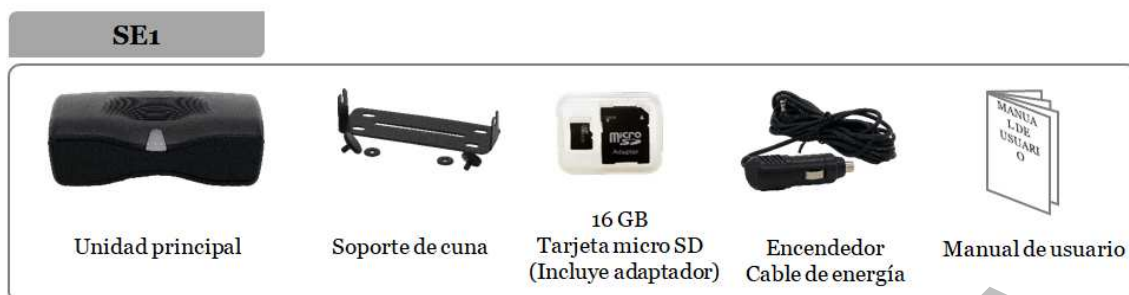 SE1
MANUA
L DE
USUARI
O
micro
SD
Adaptor
16 GB
Unidad principal
Soporte de cuna
Tarjeta micro SD
(Incluye adaptador)
Encendedor
Cable de energía
Manual de usuario